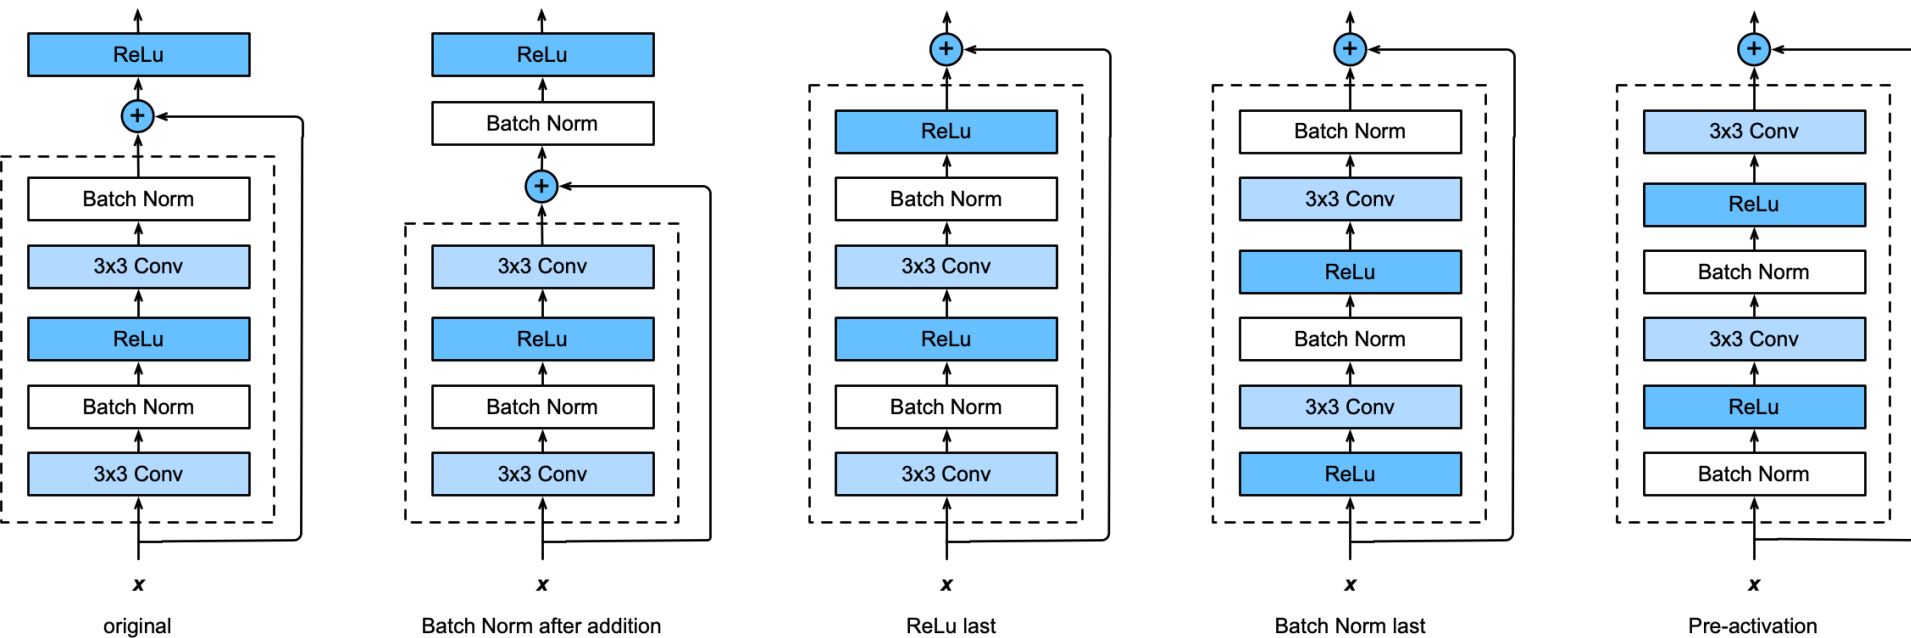 ReLu
+
Batch Norm
3x3 Conv
ReLu
Batch Norm
3x3 Conv
x
original
ReLu
Batch Norm
+
3x3 Conv
ReLu
Batch Norm
3x3 Conv
x
Batch Norm after addition
+
ReLu
Batch Norm
3x3 Conv
ReLu
Batch Norm
3x3 Conv
x
ReLu last
+
Batch Norm
3x3 Conv
ReLu
Batch Norm
3x3 Conv
ReLu
x
Batch Norm last
+
3x3 Conv
ReLu
Batch Norm
3x3 Conv
ReLu
Batch Norm
x
Pre-activation